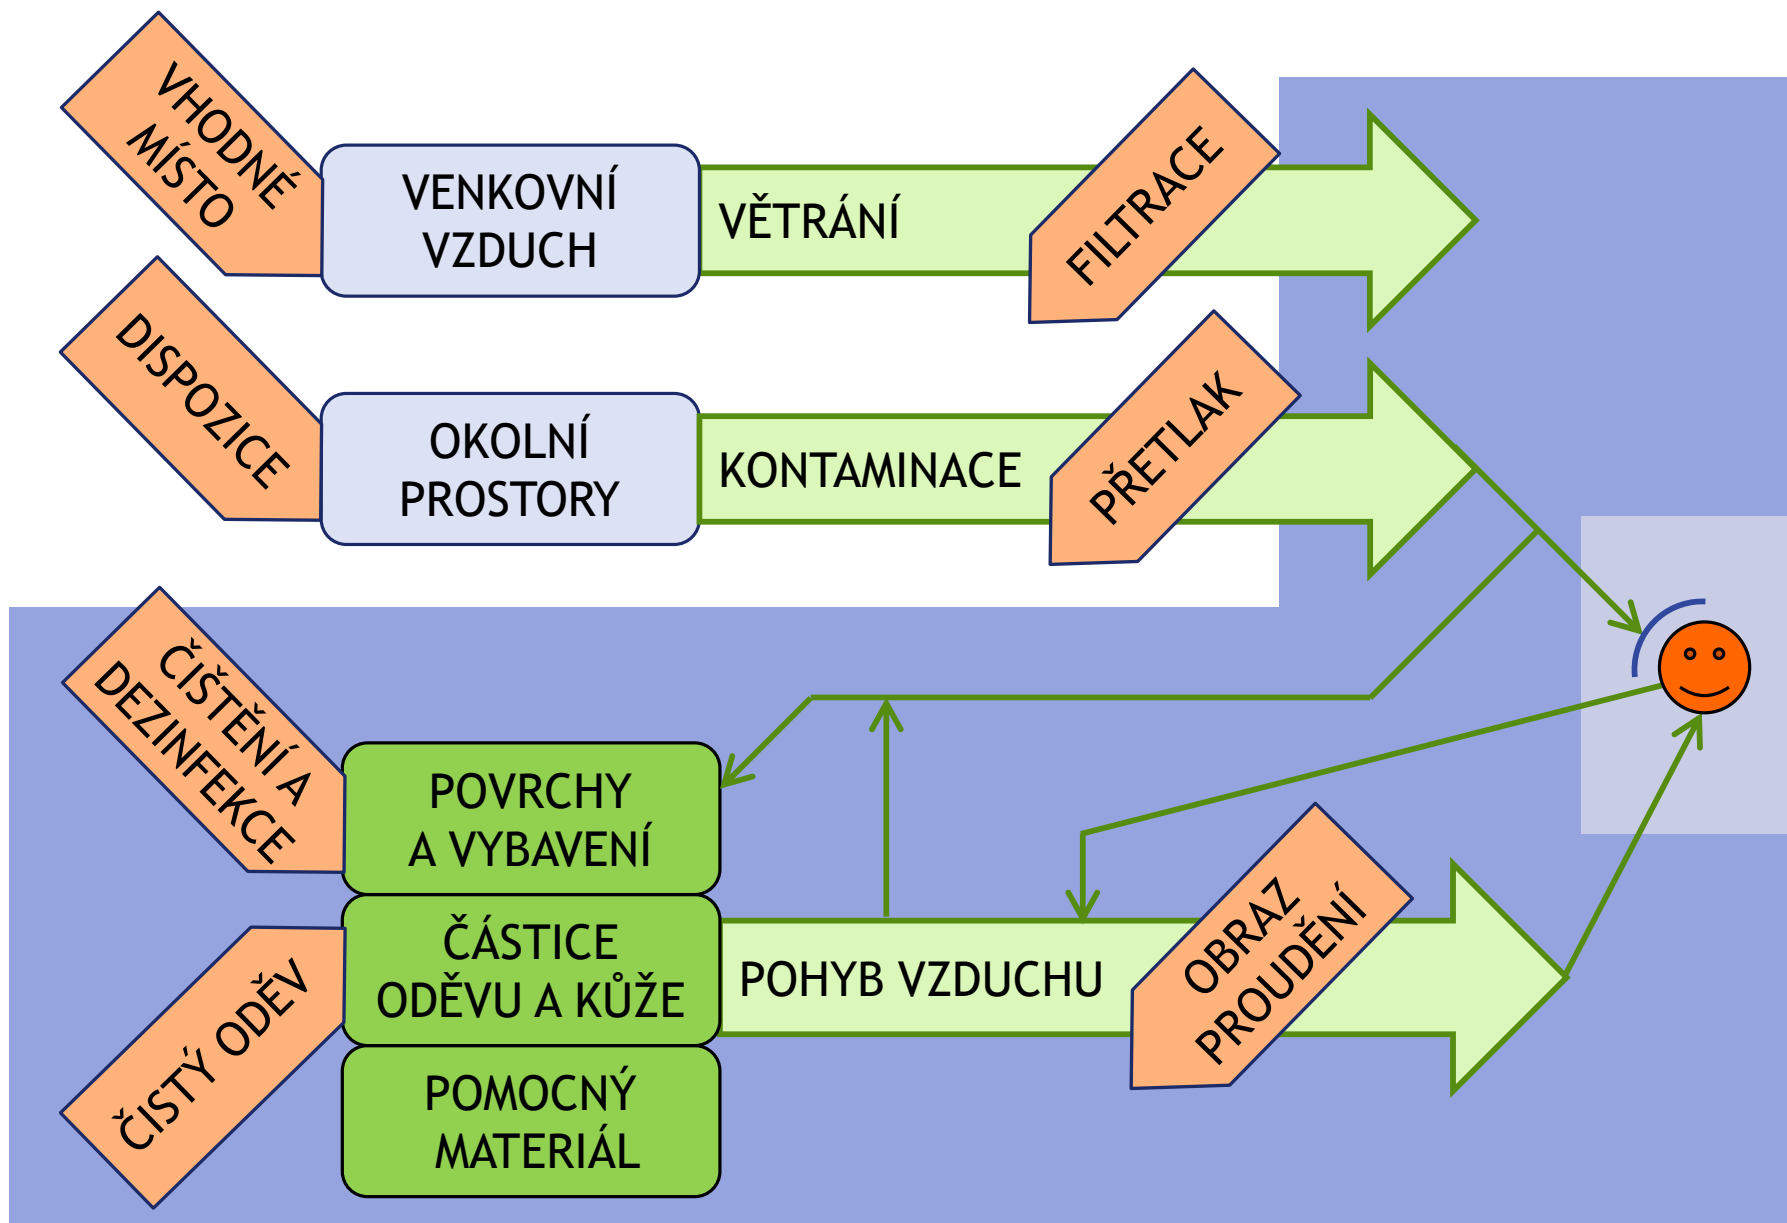 VHODNÉ
MÍSTO
VENKOVNÍ
VZDUCH
VĚTRÁNÍ
FILTRACE
DISPOZICE
OKOLNÍ
PROSTORY
KONTAMINACE
PŘETLAK
ČIŠTĚNÍ A
DEZINFEKCE
POVRCHY
A VYBAVENÍ
ČISTÝ ODĚV
ČÁSTICE
ODĚVU A KŮŽE
POHYB VZDUCHU
OBRAZ
PROUDĚNÍ
POMOCNÝ
MATERIÁL